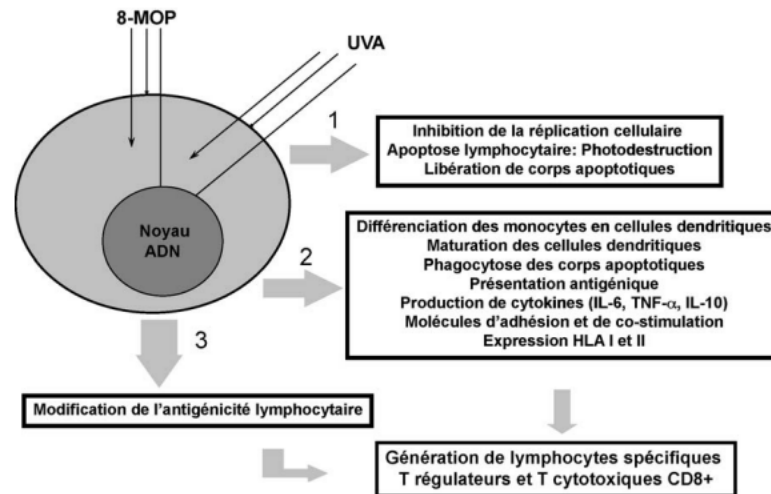 8-MOP
UVA
1
Inhibition de la réplication cellulaire
Apoptose lymphocytaire: Photodestruction
Libération de corps apoptotiques
Noyau
ADN
2
Différenciation des monocytes en cellules dendritiques
Maturation des cellules dendritiques
Phagocytose des corps apoptotiques
Présentation antigénique
Production de cytokines (IL-6, TNF-α, IL-10)
Molécules d'adhésion et de co-stimulation
Expression HLA I et II
3
Modification de l'antigénicité lymphocytaire
Génération de lymphocytes spécifiques
T régulateurs et T cytotoxiques CD8+